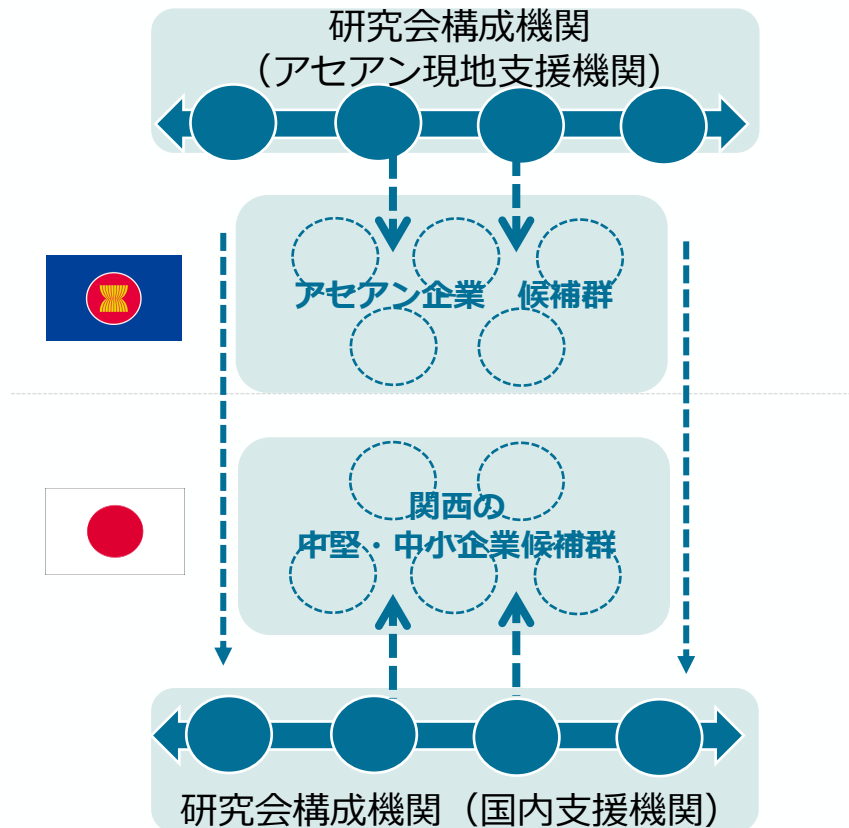 研究会構成機関
（アセアン現地支援機関）
アセアン企業　候補群
関西の
中堅・中小企業候補群
研究会構成機関（国内支援機関）